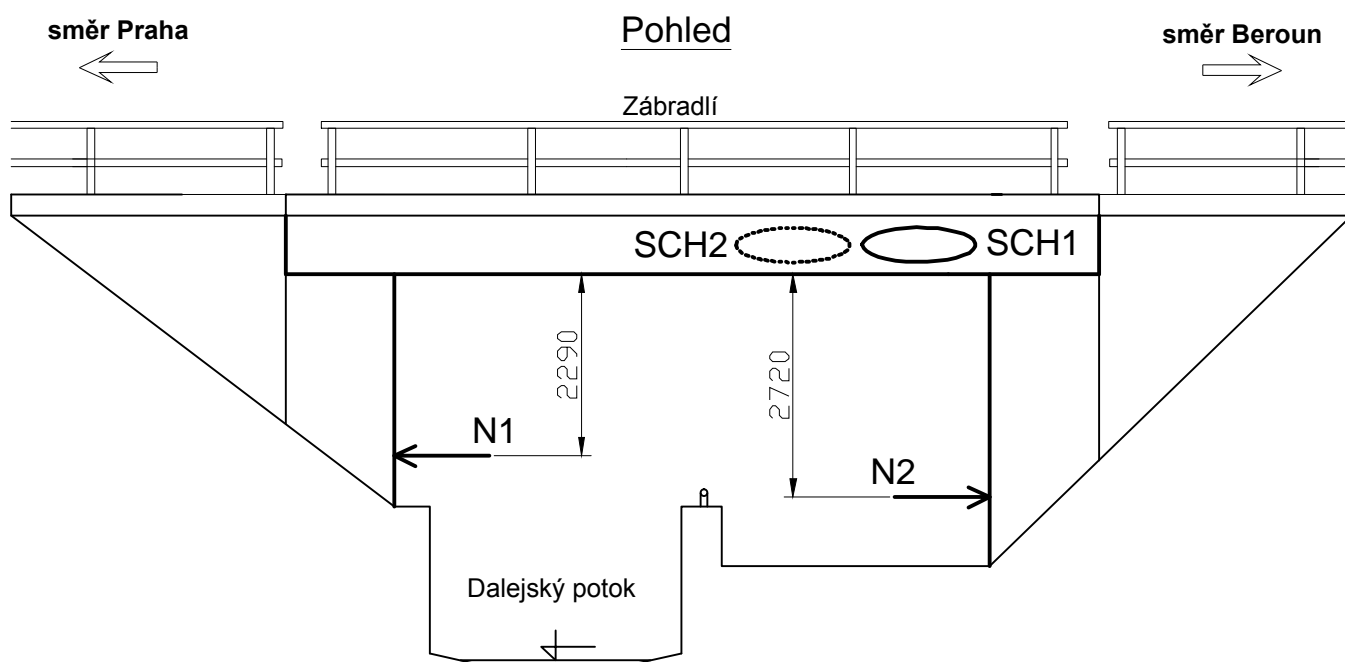 Pohled
směr Praha
směr Beroun
Zábradlí
SCH2
SCH1
2290
2720
N1
N2
Dalejský potok